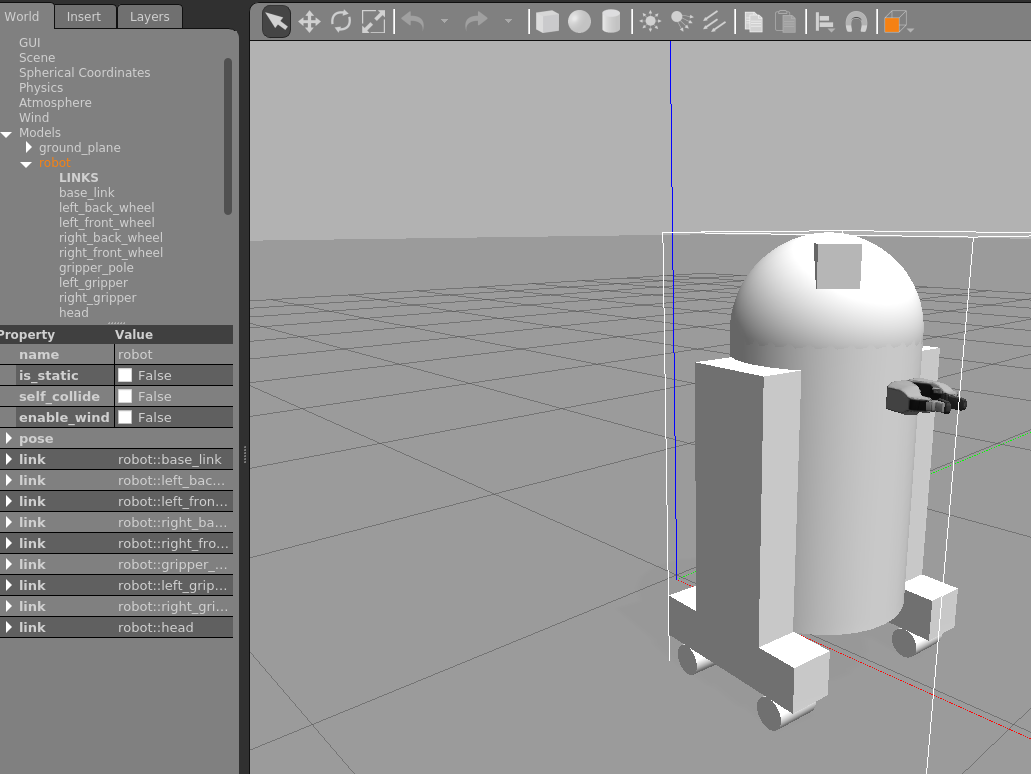 World Insert Layers
GUI
Scene
Spherical Coordinates
Physics
Atmosphere
Wind
Models
ground_plane
robot
LINKS
base_link
left_back_wheel
left_front_wheel
right_back_wheel
right_front_wheel
gripper_pole
left_gripper
right_gripper
head
Property Value
name robot
is_static False
self_collide False
enable_wind False
pose
link robot::base_link
link robot::left_bac...
link robot::left_fron...
link robot::right_ba...
link robot::right_fro...
link robot::gripper_...
link robot::left_grip...
link robot::right_gri...
link robot::head